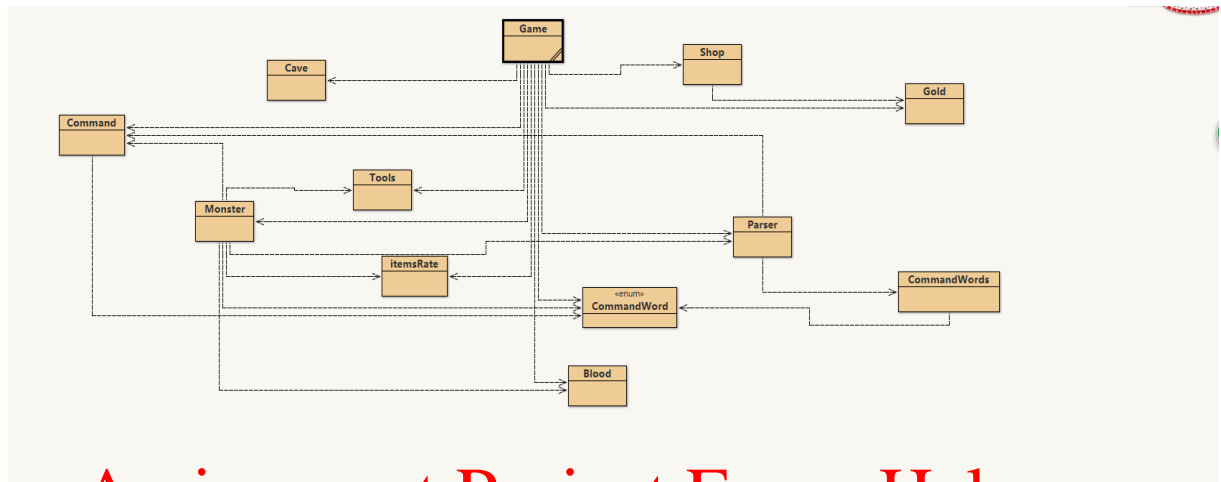 Game
Shop
Cave
Gold
Command
Tools
Monster
Parser
itemsRate
CommandWords
«enum»
CommandWord
Blood